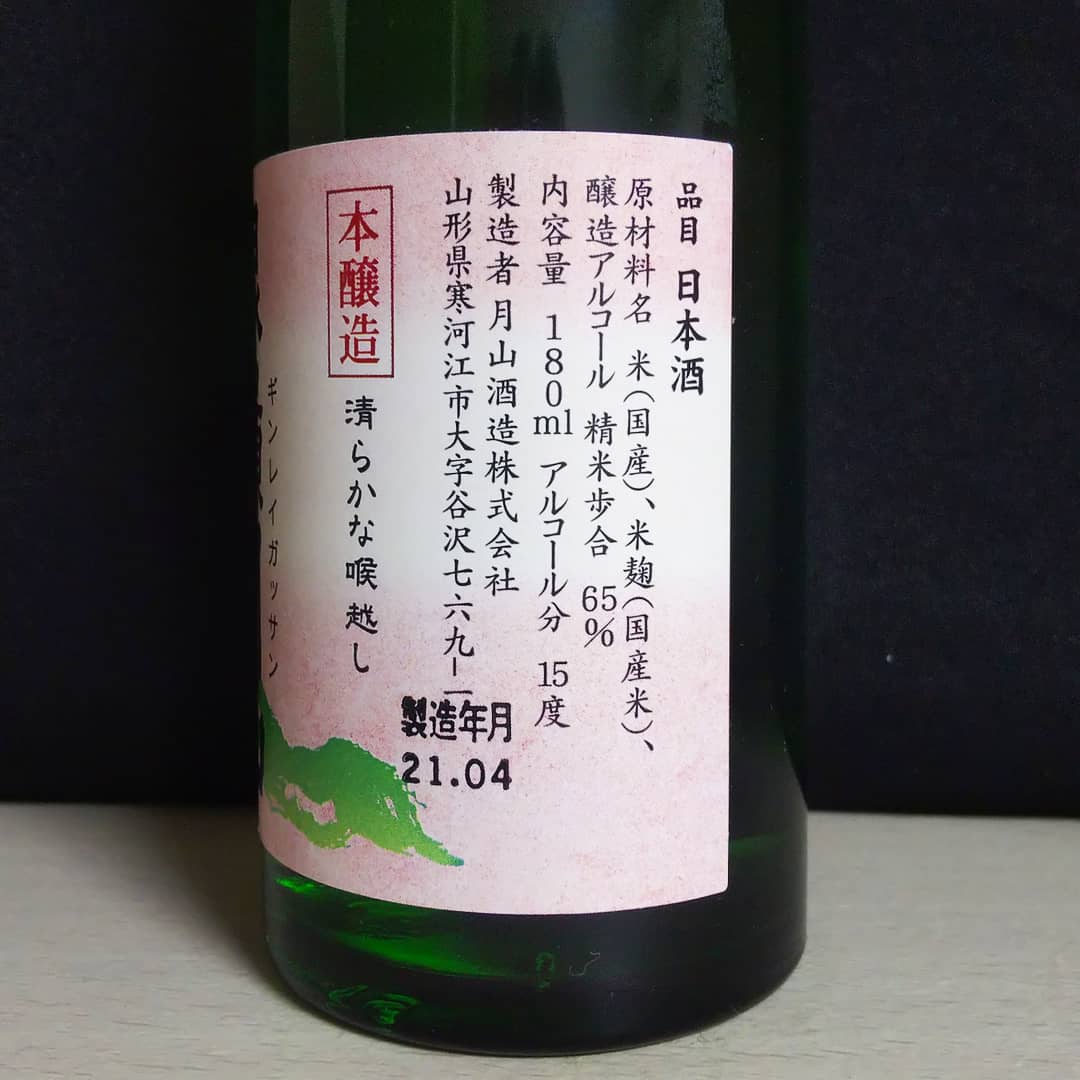 品目 日本酒
原材料名 米(国産)、米麹(国産米)、
醸造アルコール 精米歩合 65%
内容量 180ml アルコール分 15度
製造者 月山酒造株式会社
山形県寒河江市大字谷沢七六九-一
製造年月
21.04
本醸造
清らかな喉越し
ギンレイガッサン